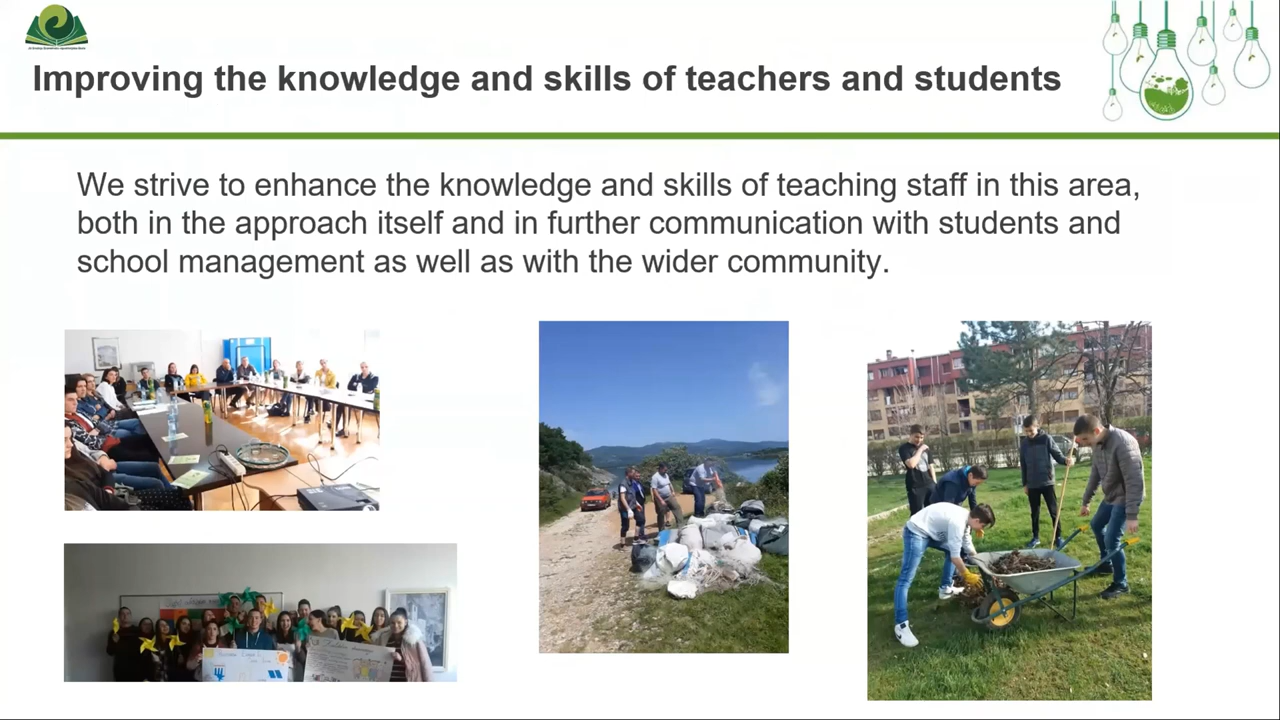 Improving the knowledge and skills of teachers and students
We strive to enhance the knowledge and skills of teaching staff in this area,
both in the approach itself and in further communication with students and
school management as well as with the wider community.